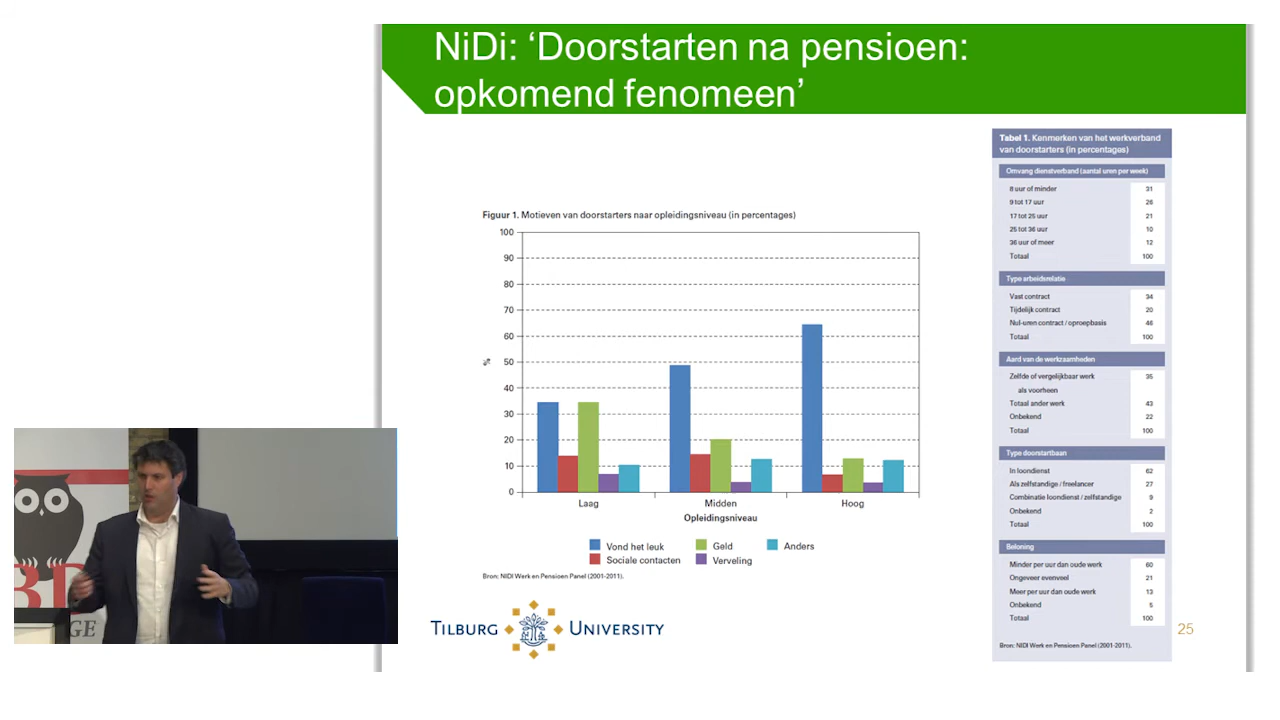 NiDi: ‘Doorstarten na pensioen:
opkomend fenomeen’
Figuur 1. Motieven van doorstarters naar opleidingsniveau (in percentages)
100
90
80
70
60
50
40
30
20
10
0
%
Laag
Midden
Hoog
Opleidingsniveau
Vond het leuk
Geld
Anders
Sociale contacten
Verveling
Bron: NIDI Werk en Pensioen Panel (2001-2011).
Tabel 1. Kenmerken van het werkverband
van doorstarters (in percentages)
Omvang dienstverband (aantal uren per week)
8 uur of minder 31
9 tot 17 uur 26
17 tot 25 uur 21
25 tot 36 uur 10
36 uur of meer 12
Totaal 100
Type arbeidsrelatie
Vast contract 34
Tijdelijk contract 20
Nul-uren contract / oproepbasis 46
Totaal 100
Aard van de werkzaamheden
Zelfde of vergelijkbaar werk 35
als voorheen
Totaal ander werk 43
Onbekend 22
Totaal 100
Type doorstartbaan
In loondienst 62
Als zelfstandige / freelancer 27
Combinatie loondienst / zelfstandige 9
Onbekend 2
Totaal 100
Beloning
Minder per uur dan oude werk 60
Ongeveer evenveel 21
Meer per uur dan oude werk 13
Onbekend 5
Totaal 100
Bron: NIDI Werk en Pensioen Panel (2001-2011).
TILBURG UNIVERSITY
25